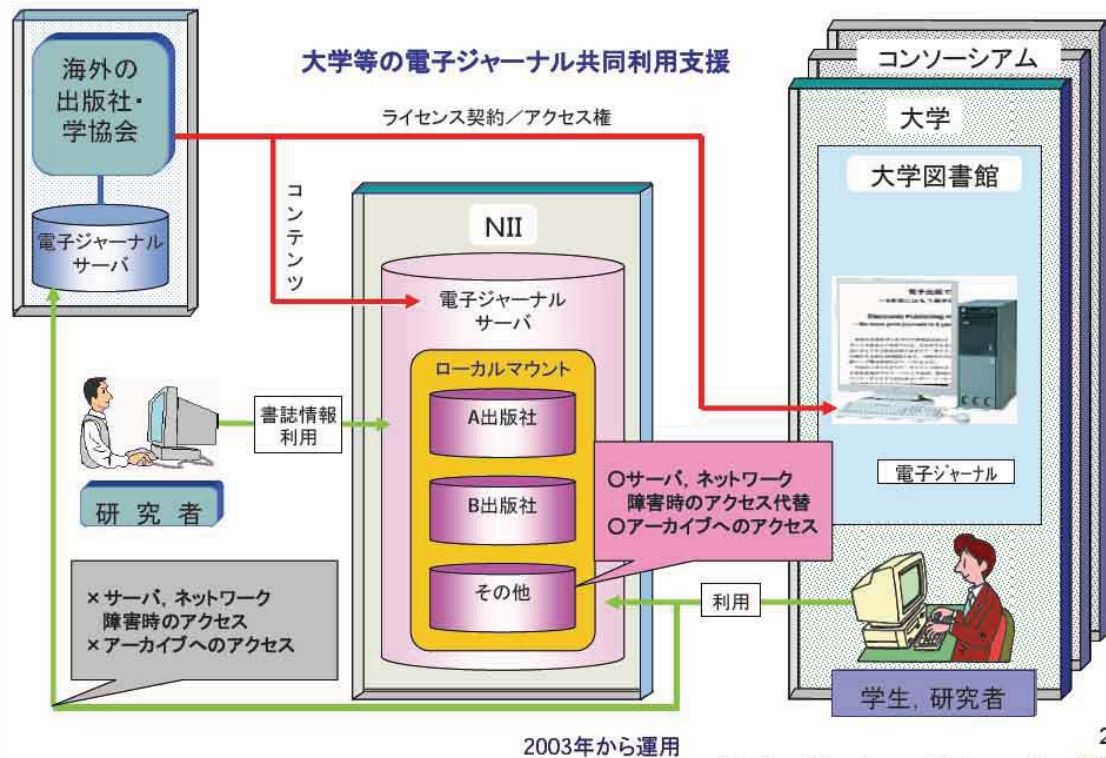 大学等の電子ジャーナル共同利用支援
海外の
出版社・
学協会
電子ジャーナル
サーバ
ライセンス契約／アクセス権
コンテンツ
NII
電子ジャーナル
サーバ
ローカルマウント
A出版社
B出版社
その他
書誌情報
利用
研究者
×サーバ，ネットワーク
障害時のアクセス
×アーカイブへのアクセス
○サーバ，ネットワーク
障害時のアクセス代替
○アーカイブへのアクセス
利用
コンソーシアム
大学
大学図書館
電子出版で
Electronic Publishing
電子ジャーナル
学生，研究者
2003年から運用
2